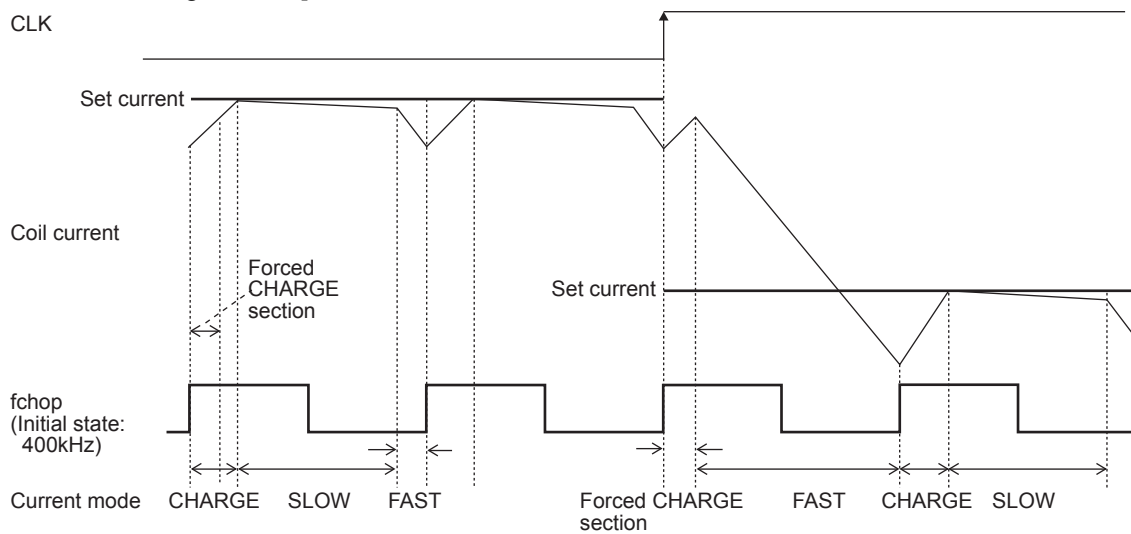 CLK
Set current
Coil current
Forced
CHARGE
section
Set current
fchop
(Initial state:
400kHz)
Current mode CHARGE SLOW FAST Forced CHARGE FAST CHARGE SLOW
section